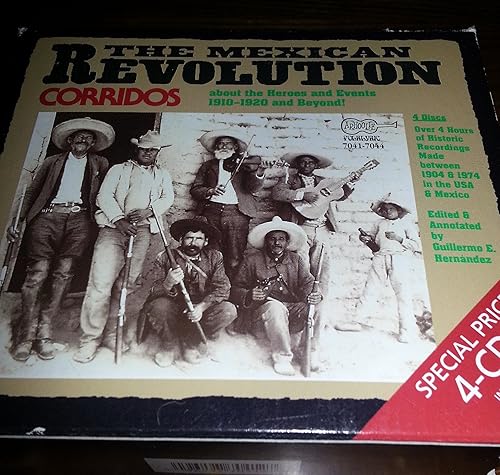 THE MEXICAN
REVOLUTION
CORRIDOS
about the Heroes and Events
1910-1920 and Beyond!
ARHOOLIE
FOLKLYRIC
7041-7044
4 Discs
Over 4 Hours
of Historic
Recordings
Made
between
1904 & 1974
in the USA
& Mexico
Edited &
Annotated
by
Guillermo E.
Hernández
SPECIAL PRIC
4-CD